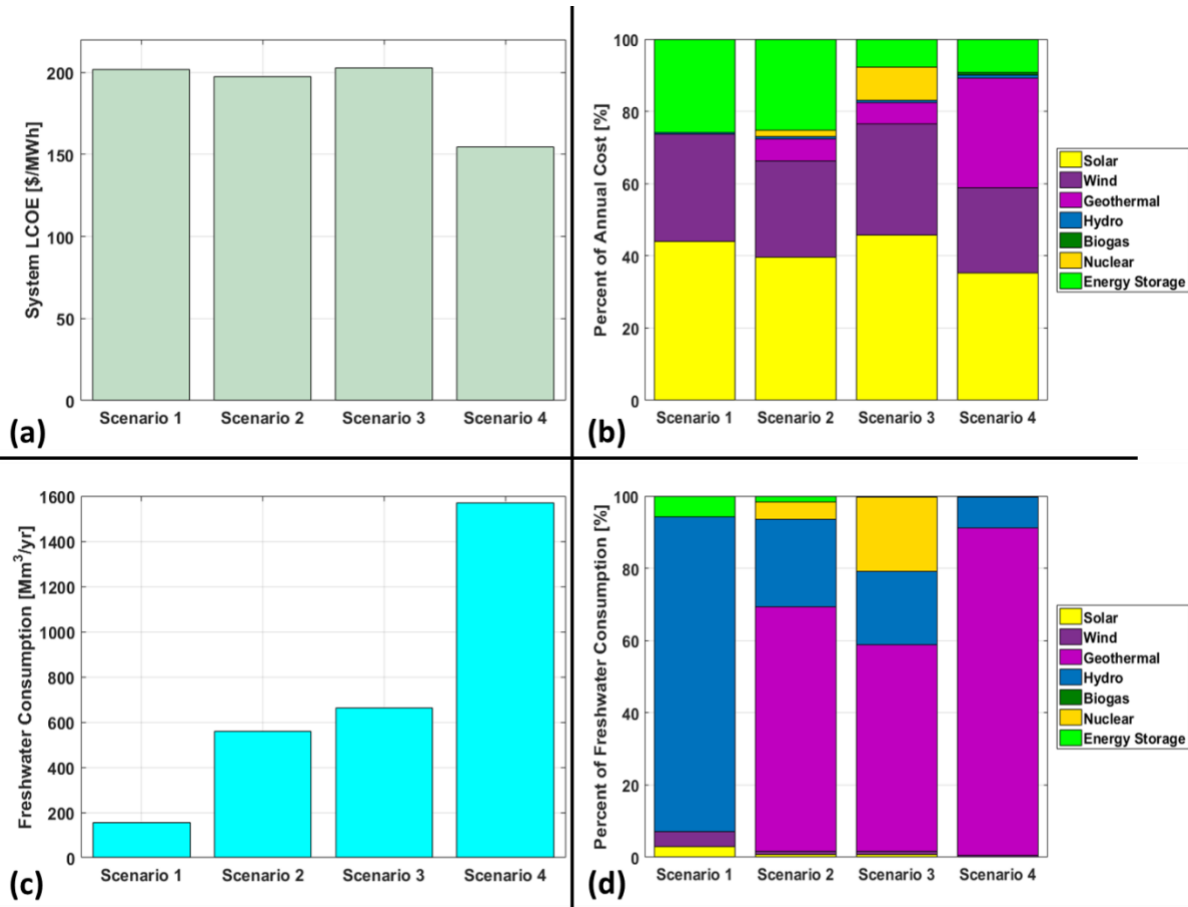 System LCOE [$/MWh]
200
150
100
50
0
Scenario 1 Scenario 2 Scenario 3 Scenario 4
(a)
Percent of Annual Cost [%]
100
80
60
40
20
0
Scenario 1 Scenario 2 Scenario 3 Scenario 4
Solar
Wind
Geothermal
Hydro
Biogas
Nuclear
Energy Storage
(b)
Freshwater Consumption [Mm³/yr]
1600
1400
1200
1000
800
600
400
200
0
Scenario 1 Scenario 2 Scenario 3 Scenario 4
(c)
Percent of Freshwater Consumption [%]
100
80
60
40
20
0
Scenario 1 Scenario 2 Scenario 3 Scenario 4
Solar
Wind
Geothermal
Hydro
Biogas
Nuclear
Energy Storage
(d)